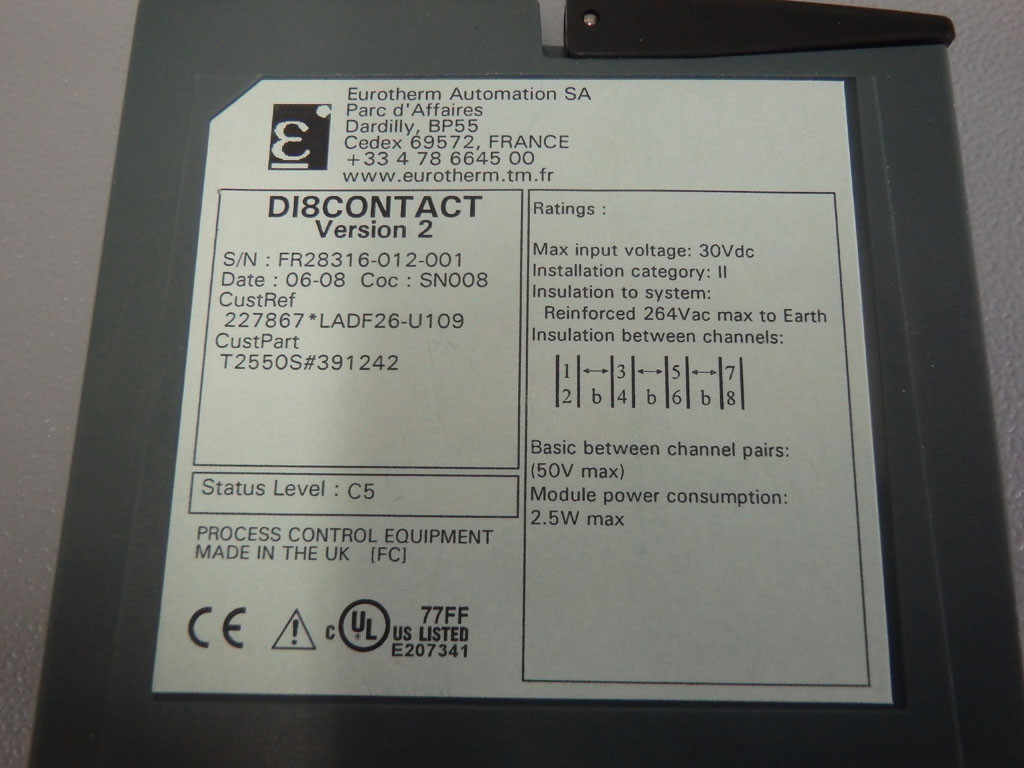 Eurotherm Automation SA
Parc d'Affaires
Dardilly, BP55
Cedex 69572, FRANCE
+33 4 78 6645 00
www.eurotherm.tm.fr
ε
DI8CONTACT
Version 2
S/N : FR28316-012-001
Date : 06-08 Coc : SN008
CustRef
227867*LADF26-U109
CustPart
T2550S#391242
Status Level : C5
PROCESS CONTROL EQUIPMENT
MADE IN THE UK [FC]
CE
C UL US LISTED
77FF
E207341
Ratings :
Max input voltage: 30Vdc
Installation category: II
Insulation to system:
Reinforced 264Vac max to Earth
Insulation between channels:
1 ↔ 3 ↔ 5 ↔ 7
2 b 4 b 6 b 8
Basic between channel pairs:
(50V max)
Module power consumption:
2.5W max